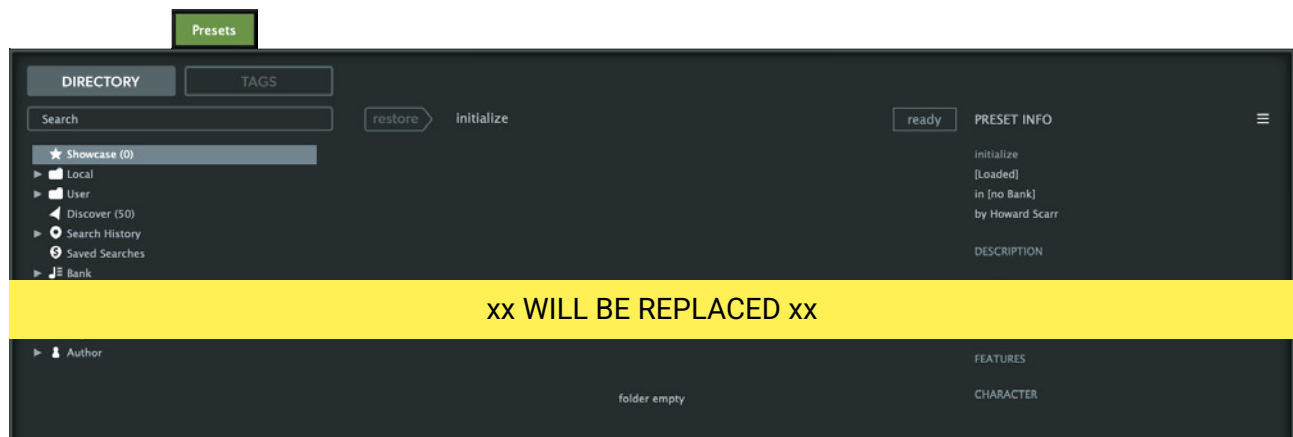 Presets
DIRECTORY
TAGS
Search
restore
initialize
ready
PRESET INFO
Showcase (0)
Local
User
Discover (50)
Search History
Saved Searches
Bank
initialize
[Loaded]
in [no Bank]
by Howard Scarr
DESCRIPTION
xx WILL BE REPLACED xx
Author
folder empty
FEATURES
CHARACTER